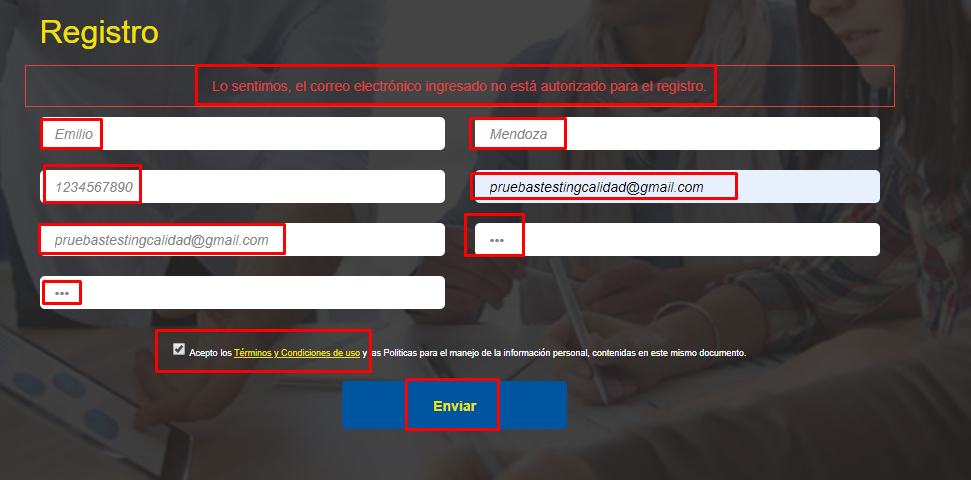 Registro
Lo sentimos, el correo electrónico ingresado no está autorizado para el registro.
Emilio
Mendoza
1234567890
pruebastestingcalidad@gmail.com
pruebastestingcalidad@gmail.com
•••
•••
Acepto los Términos y Condiciones de uso y las Politicas para el manejo de la información personal, contenidas en este mismo documento.
Enviar